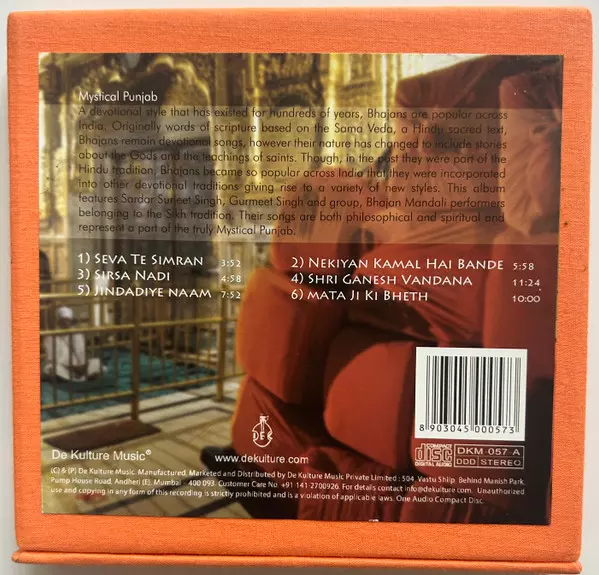 Mystical Punjab
A devotional style that has existed for hundreds of years, Bhajans are popular across
India. Originally words of scripture based on the Sama Veda, a Hindu sacred text,
Bhajans remain devotional songs, however their nature has changed to include stories
about the Gods and the teachings of saints. Though, in the past they were part of the
Hindu tradition, Bhajans became so popular across India that they were incorporated
Into other devotional traditions giving rise to a variety of new styles. This album
features Sardar Surjeet Singh, Gurmeet Singh and group, Bhajan Mandali performers
belonging to the Sikh tradition. Their songs are both philosophical and spiritual and
represent a part of the truly Mystical Punjab.
1) SEVA TE SIMRAN 3:52 2) NEKIYAN KAMAL HAI BANDE 5:58
3) SIRSA NADI 4:58 4) SHRI GANESH VANDANA 11:24
5) JINDADIYE NAAM 7:52 6) MATA JI KI BHETH 10:00
8 903045 000573
DEC
De Kulture Music®
www.dekulture.com
COMPACT
disc
DIGITAL AUDIO
DKM 057-A
DDD STEREO
(C) & (P) De Kulture Music. Manufactured, Marketed and Distributed by De Kulture Music Private Limited : 504, Vastu Shilp, Behind Manish Park,
Pump House Road, Andheri (E), Mumbai - 400 093. Customer Care No. +91 141 2700926. For Details contact us : info@dekulture.com. Unauthorized
use and copying in any form of this recording is strictly prohibited and is a violation of applicable laws. One Audio Compact Disc.